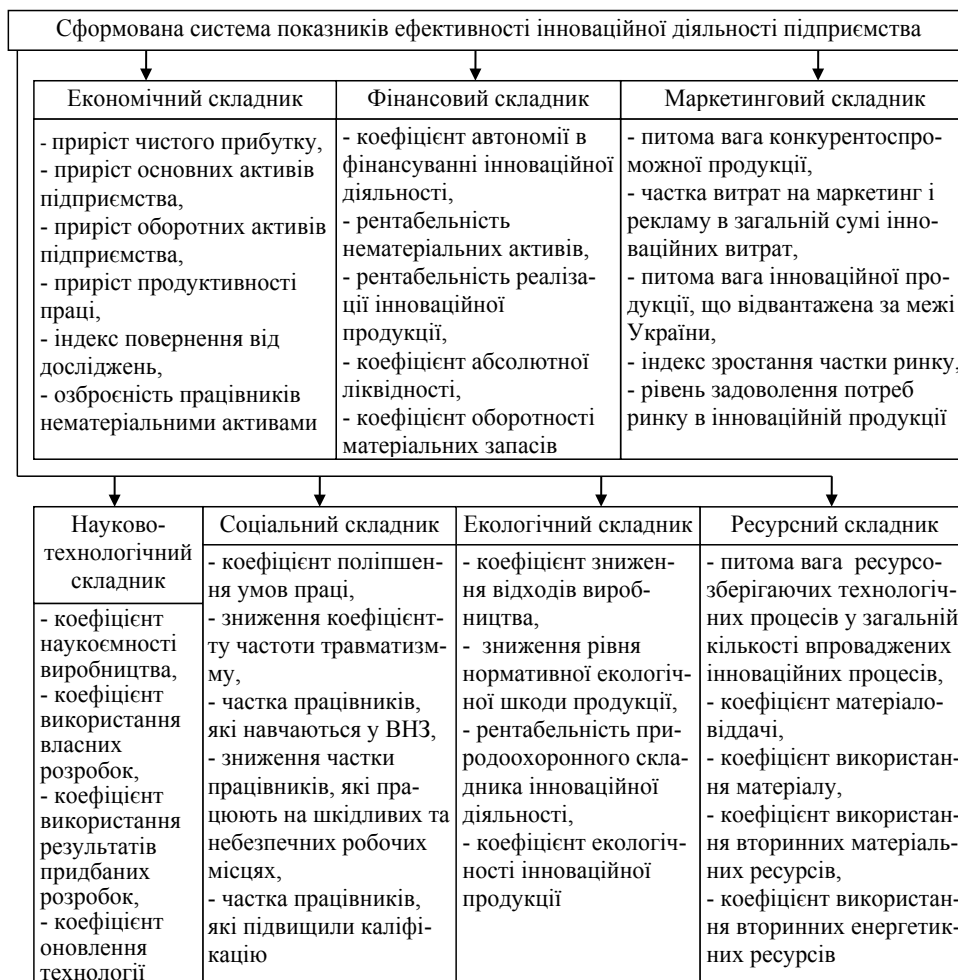 Сформована система показників ефективності інноваційної діяльності підприємства
Економічний складник
- приріст чистого прибутку,
- приріст основних активів
підприємства,
- приріст оборотних активів
підприємства,
- приріст продуктивності
праці,
- індекс повернення від
досліджень,
- озброєність працівників
нематеріальними активами
Фінансовий складник
- коефіцієнт автономії в
фінансуванні інноваційної
діяльності,
- рентабельність
нематеріальних активів,
- рентабельність реаліза-
ції інноваційної
продукції,
- коефіцієнт абсолютної
ліквідності,
- коефіцієнт оборотності
матеріальних запасів
Маркетинговий складник
- питома вага конкурентоспро-
можної продукції,
- частка витрат на маркетинг і
рекламу в загальній сумі інно-
ваційних витрат,
- питома вага інноваційної про-
дукції, що відвантажена за межі
України,
- індекс зростання частки ринку,
- рівень задоволення потреб
ринку в інноваційній продукції
Науково-
технологічний
складник
- коефіцієнт
наукоємності
виробництва,
- коефіцієнт
використання
власних
розробок,
- коефіцієнт
використання
результатів
придбаних
розробок,
- коефіцієнт
оновлення
технології
Соціальний складник
- коефіцієнт поліпшен-
ня умов праці,
- зниження коефіцієн-
ту частоти травматиз-
му,
- частка працівників,
які навчаються у ВНЗ,
- зниження частки
працівників, які пра-
цюють на шкідливих та
небезпечних робочих
місцях,
- частка працівників,
які підвищили каліфі-
кацію
Екологічний складник
- коефіцієнт знижен-
ня відходів вироб-
ництва,
- зниження рівня
нормативної екологіч-
ної шкоди продукції,
- рентабельність при-
родоохоронного скла-
дника інноваційної
діяльності,
- коефіцієнт екологіч-
ності інноваційної
продукції
Ресурсний складник
- питома вага ресурсо-
зберігаючих технологіч-
них процесів у загальній
кількості впроваджених
інноваційних процесів,
- коефіцієнт матеріало-
віддачі,
- коефіцієнт використан-
ня матеріалу,
- коефіцієнт використан-
ня вторинних матеріаль-
них ресурсів,
- коефіцієнт використан-
ня вторинних енергетич-
них ресурсів